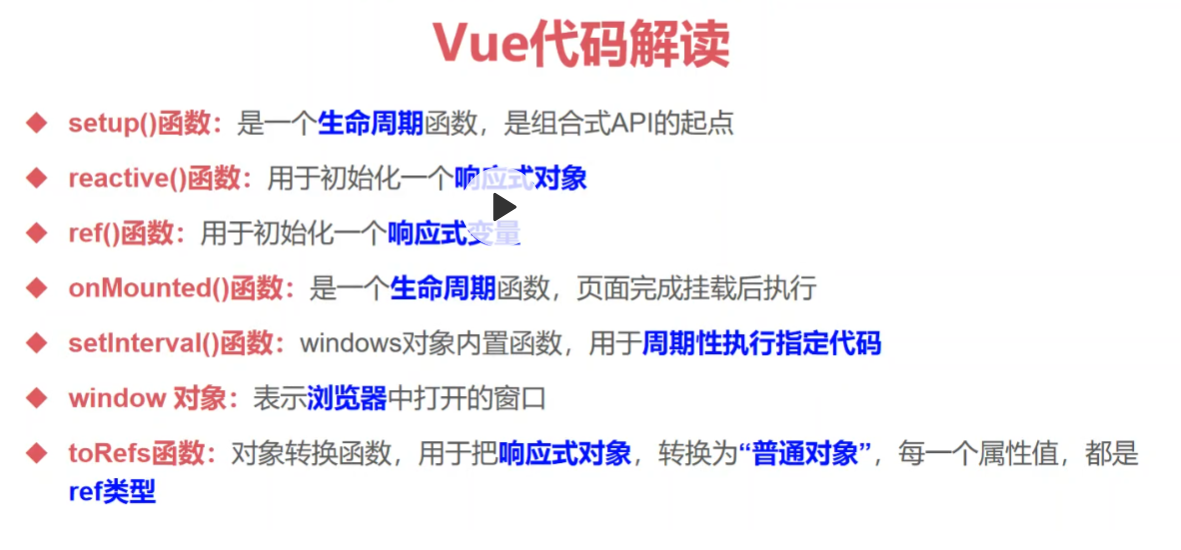 Vue代码解读
◆ setup()函数：是一个生命周期函数，是组合式API的起点
◆ reactive()函数：用于初始化一个响应式对象
◆ ref()函数：用于初始化一个响应式变量
◆ onMounted()函数：是一个生命周期函数，页面完成挂载后执行
◆ setInterval()函数：windows对象内置函数，用于周期性执行指定代码
◆ window 对象：表示浏览器中打开的窗口
◆ toRefs函数：对象转换函数，用于把响应式对象，转换为“普通对象”，每一个属性值，都是
ref类型